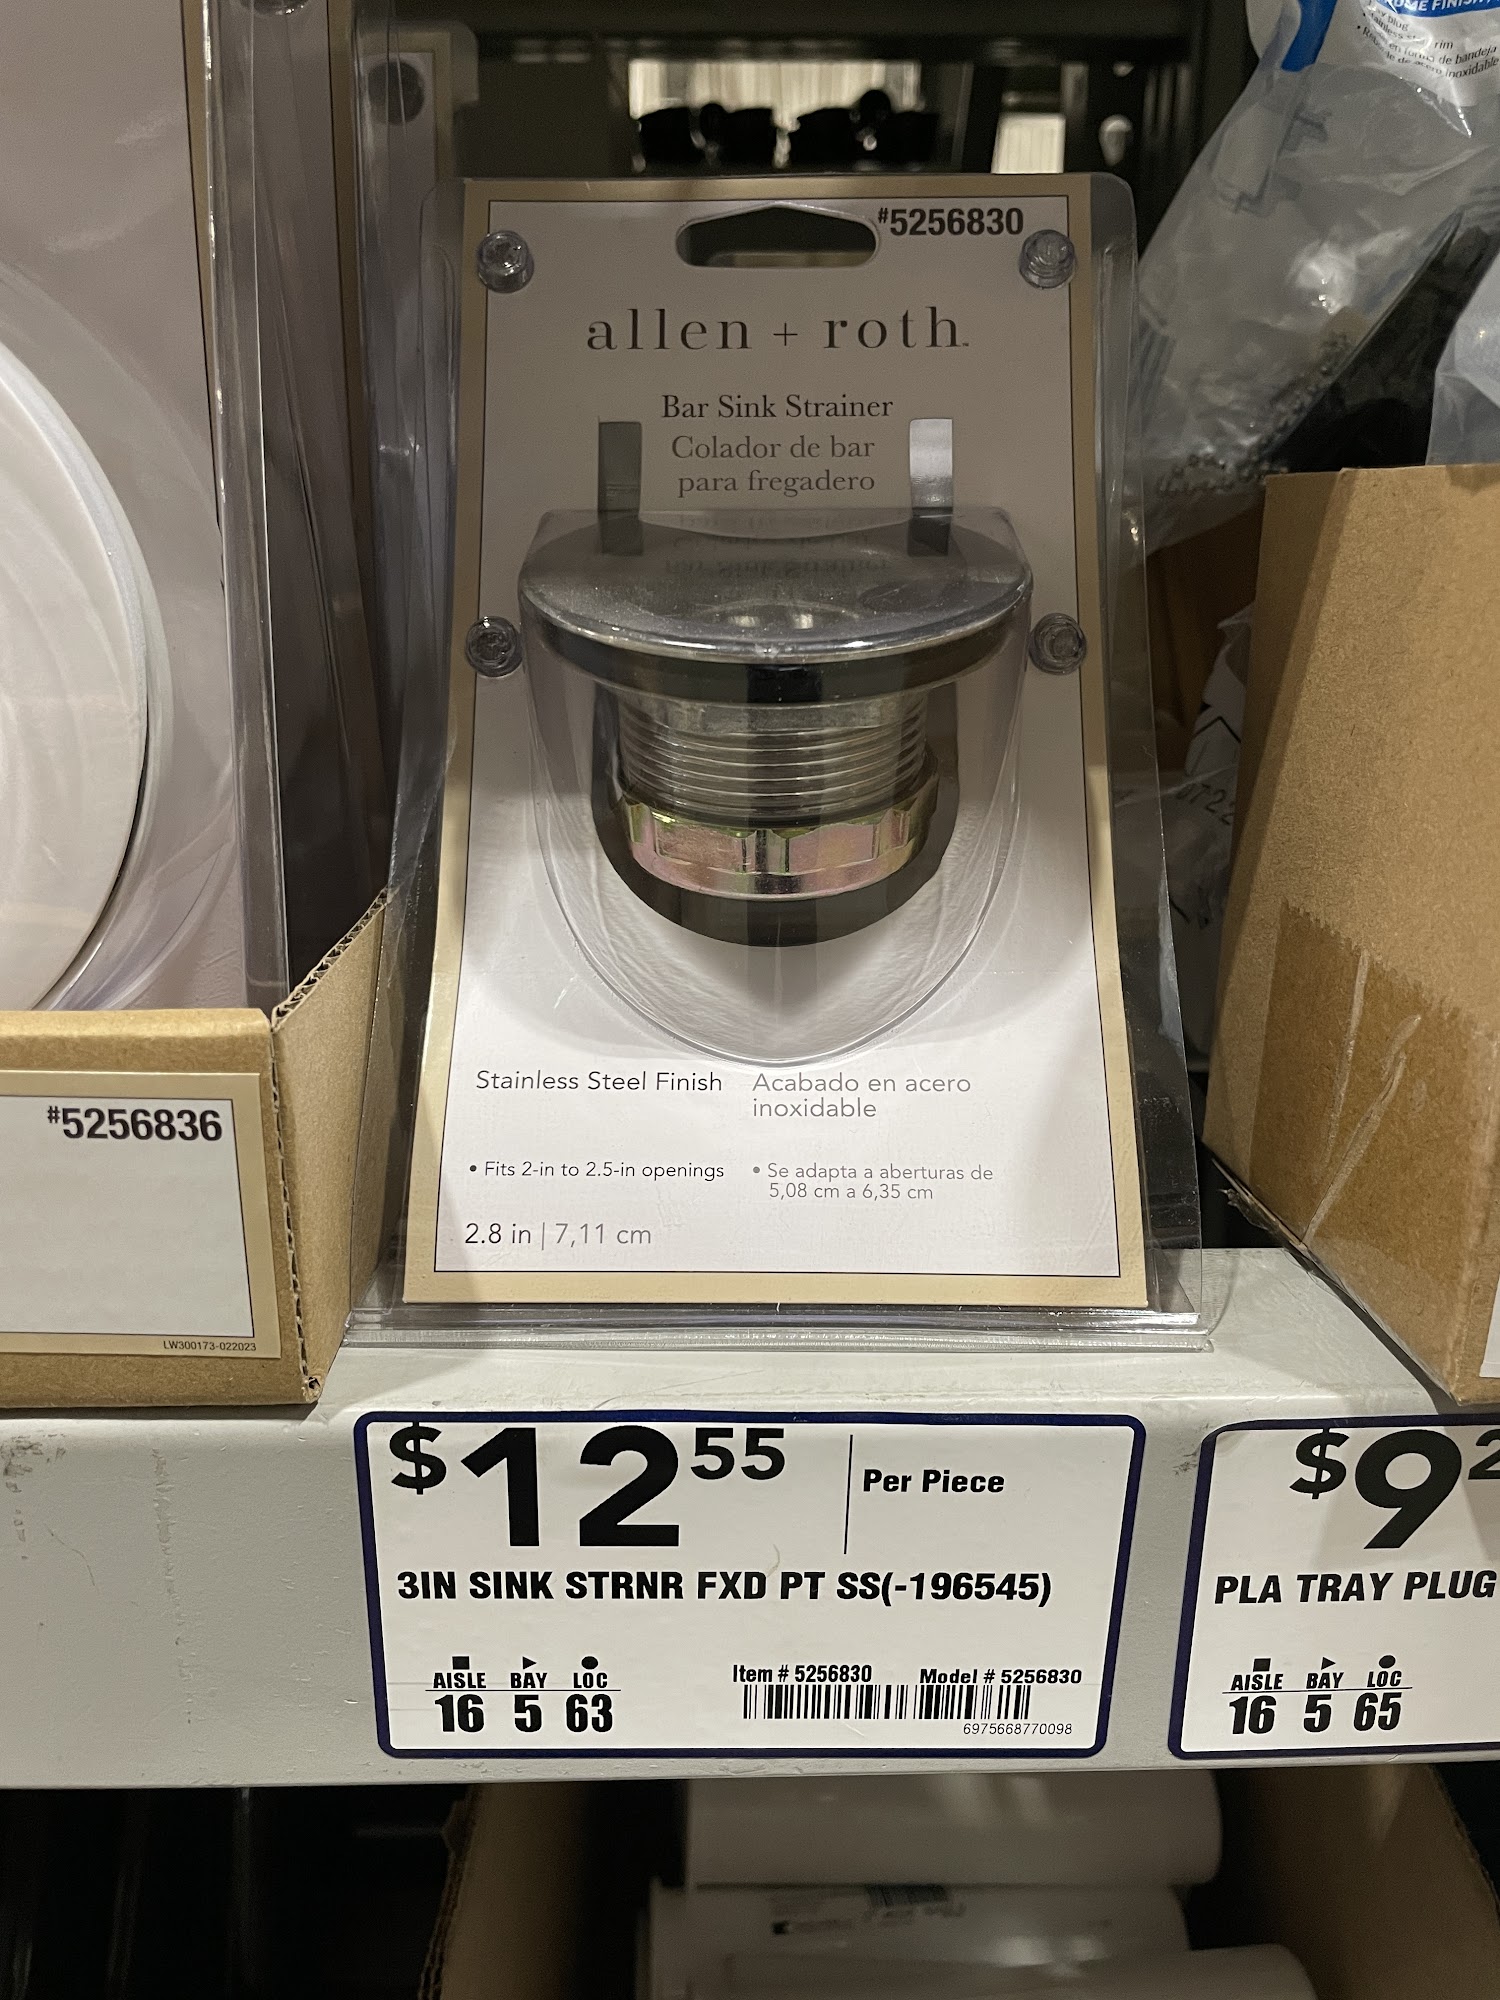 #5256830
allen + roth
Bar Sink Strainer
Colador de bar
para fregadero
Stainless Steel Finish
Acabado en acero
inoxidable
• Fits 2-in to 2.5-in openings
• Se adapta a aberturas de
5,08 cm a 6,35 cm
2.8 in | 7,11 cm
#5256836
LW300173-022023
$12 55
Per Piece
3IN SINK STRNR FXD PT SS(-196545)
AISLE BAY LOC
16 5 63
Item # 5256830 Model # 5256830
6975668770098
$9
PLA TRAY PLUG
AISLE BAY LOC
16 5 65